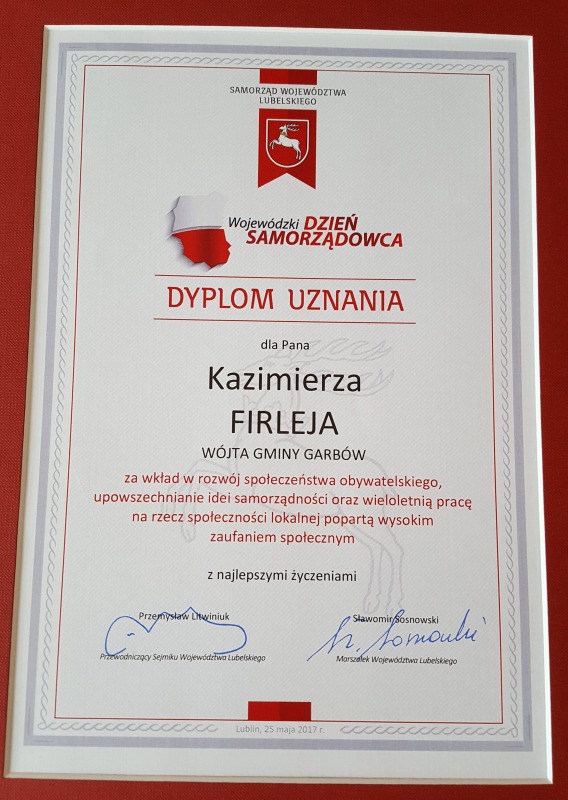 SAMORZĄD WOJEWÓDZTWA
LUBELSKIEGO
Wojewódzki DZIEŃ
SAMORZĄDOWCA
DYPLOM UZNANIA
dla Pana
Kazimierza
FIRLEJA
WÓJTA GMINY GARBÓW
za wkład w rozwój społeczeństwa obywatelskiego,
upowszechnianie idei samorządności oraz wieloletnią pracę
na rzecz społeczności lokalnej popartą wysokim
zaufaniem społecznym
z najlepszymi życzeniami
Przemysław Litwiniuk
Sławomir Sosnowski
Przewodniczący Sejmiku Województwa Lubelskiego
Marszałek Województwa Lubelskiego
Lublin, 25 maja 2017 r.